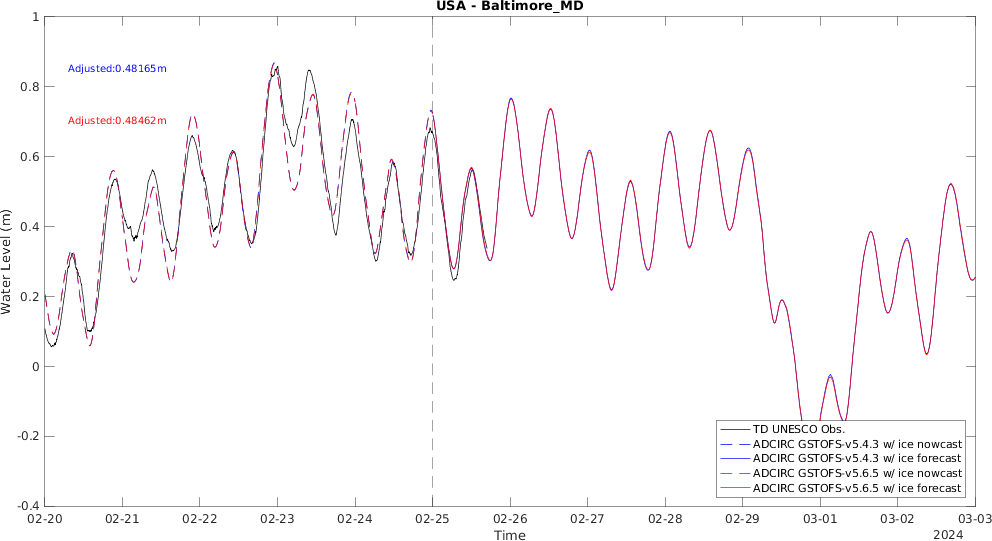 USA - Baltimore_MD
1
0.8
0.6
0.4
0.2
0
-0.2
-0.4
Water Level (m)
Adjusted:0.48165m
Adjusted:0.48462m
TD UNESCO Obs.
ADCIRC GSTOFS-v5.4.3 w/ ice nowcast
ADCIRC GSTOFS-v5.4.3 w/ ice forecast
ADCIRC GSTOFS-v5.6.5 w/ ice nowcast
ADCIRC GSTOFS-v5.6.5 w/ ice forecast
02-20 02-21 02-22 02-23 02-24 02-25 02-26 02-27 02-28 02-29 03-01 03-02 03-03
Time
2024